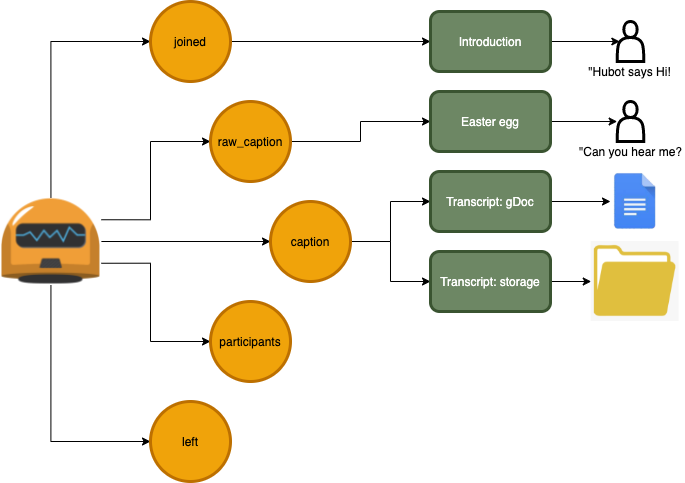 joined
Introduction
"Hubot says Hi!
raw_caption
Easter egg
"Can you hear me?
caption
Transcript: gDoc
Transcript: storage
participants
left